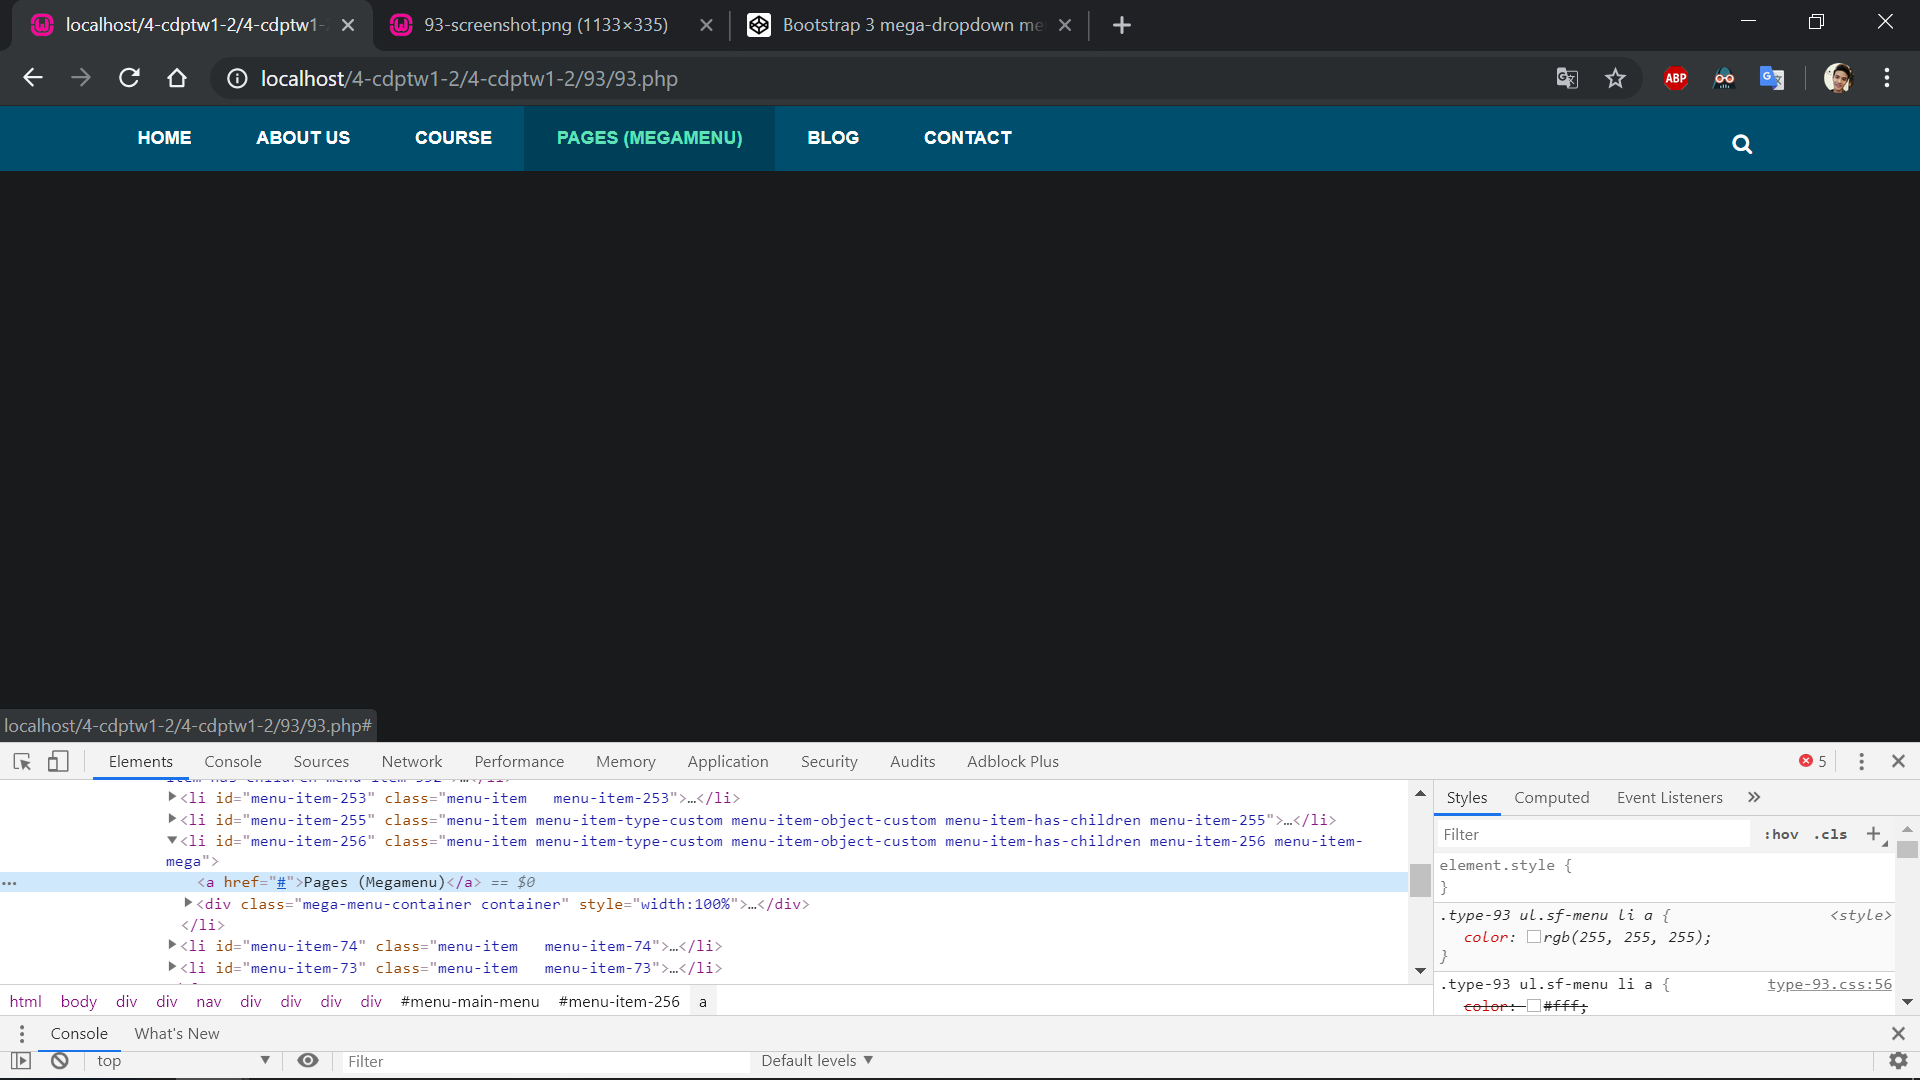 localhost/4-cdptw1-2/4-cdptw1-
93-screenshot.png (1133×335)
Bootstrap 3 mega-dropdown me
localhost/4-cdptw1-2/4-cdptw1-2/93/93.php
ABP
HOME ABOUT US COURSE PAGES (MEGAMENU) BLOG CONTACT
localhost/4-cdptw1-2/4-cdptw1-2/93/93.php#
Elements Console Sources Network Performance Memory Application Security Audits Adblock Plus 5
<li id="menu-item-253" class="menu-item   menu-item-253">…</li>
<li id="menu-item-255" class="menu-item menu-item-type-custom menu-item-object-custom menu-item-has-children menu-item-255">…</li>
<li id="menu-item-256" class="menu-item menu-item-type-custom menu-item-object-custom menu-item-has-children menu-item-256 menu-item-
mega">
<a href="#">Pages (Megamenu)</a> == $0
<div class="mega-menu-container container" style="width:100%">…</div>
</li>
<li id="menu-item-74" class="menu-item   menu-item-74">…</li>
<li id="menu-item-73" class="menu-item   menu-item-73">…</li>
html body div div nav div div div div #menu-main-menu #menu-item-256 a
Styles Computed Event Listeners »
Filter :hov .cls +
element.style {
}
.type-93 ul.sf-menu li a { <style>
color: rgb(255, 255, 255);
}
.type-93 ul.sf-menu li a { type-93.css:56
color: #fff;
Console What's New
top Filter Default levels ▼